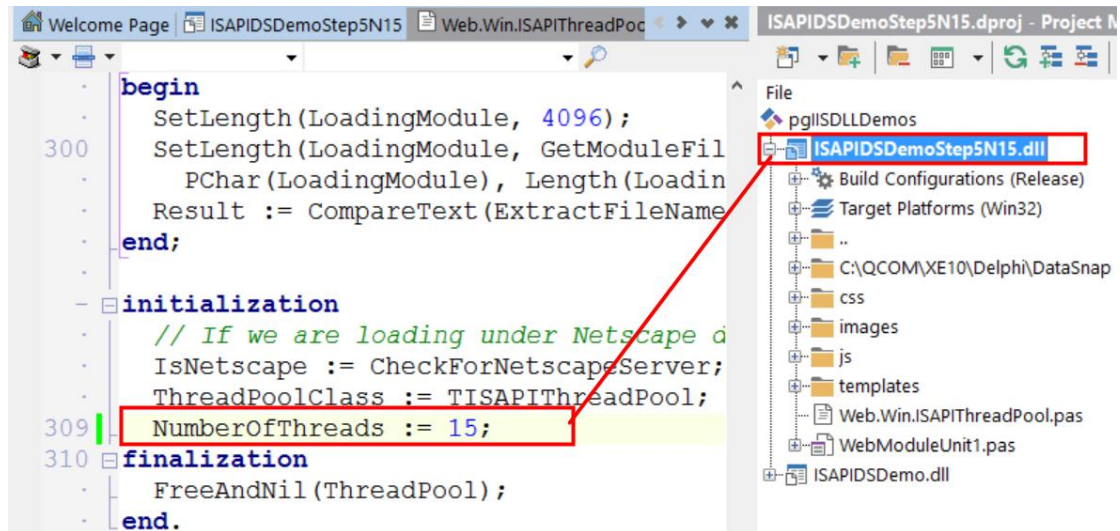 Welcome Page ISAPIDSDemoStep5N15 Web.Win.ISAPIThreadPoc
ISAPIDSDemoStep5N15.dproj - Project M
begin
SetLength(LoadingModule, 4096);
300 SetLength(LoadingModule, GetModuleFil
PChar(LoadingModule), Length(Loadin
Result := CompareText(ExtractFileName
end;
initialization
// If we are loading under Netscape d
IsNetscape := CheckForNetscapeServer;
ThreadPoolClass := TISAPIThreadPool;
309 NumberOfThreads := 15;
310 finalization
FreeAndNil(ThreadPool);
end.
File
pgIISDLLDemos
ISAPIDSDemoStep5N15.dll
Build Configurations (Release)
Target Platforms (Win32)
..
C:\QCOM\XE10\Delphi\DataSnap
css
images
js
templates
Web.Win.ISAPIThreadPool.pas
WebModuleUnit1.pas
ISAPIDSDemo.dll